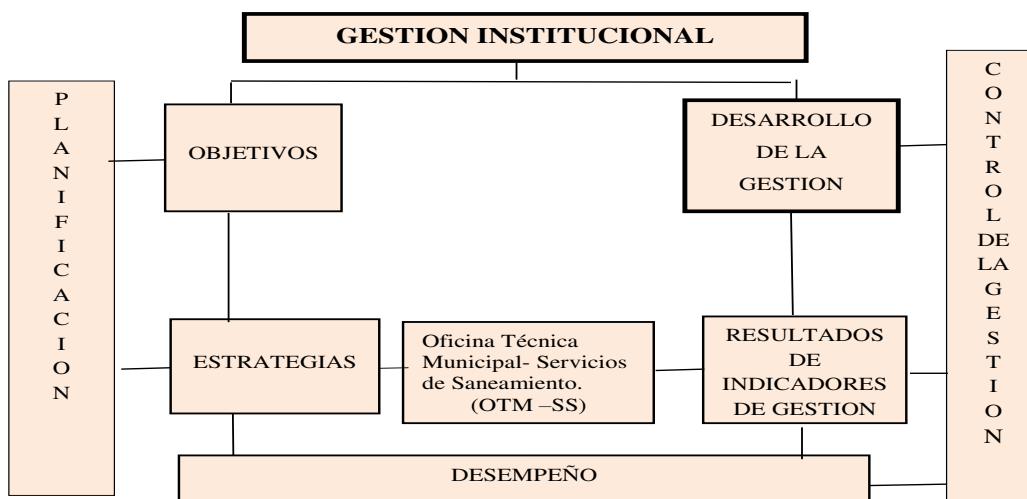 GESTION INSTITUCIONAL
P
L
A
N
I
F
I
C
A
C
I
O
N
OBJETIVOS
DESARROLLO
DE LA
GESTION
C
O
N
T
R
O
L
DE
LA
G
E
S
T
I
O
N
ESTRATEGIAS
Oficina Técnica
Municipal- Servicios
de Saneamiento.
(OTM –SS)
RESULTADOS
DE
INDICADORES
DE GESTION
DESEMPEÑO